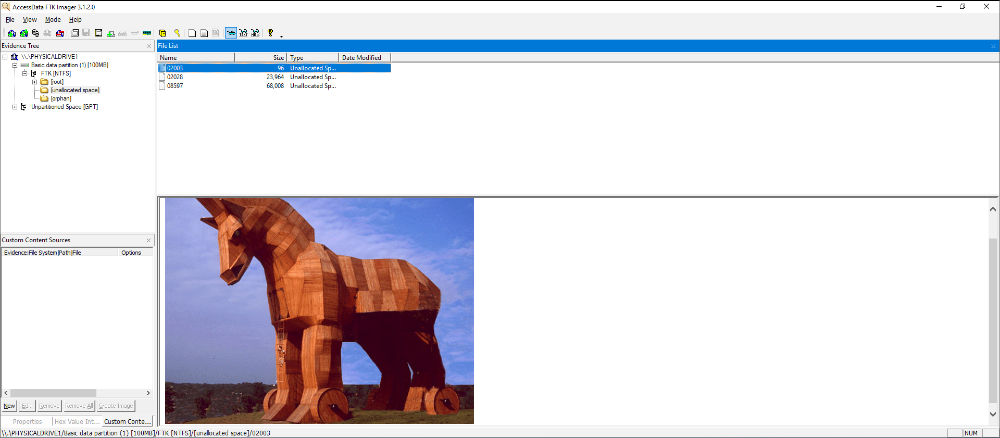 AccessData FTK Imager 3.1.2.0
File View Mode Help
TEXT HEX
Evidence Tree
\\.\PHYSICALDRIVE1
Basic data partition (1) [100MB]
FTK [NTFS]
[root]
[unallocated space]
[orphan]
Unpartitioned Space [GPT]
File List
Name Size Type Date Modified
02003 96 Unallocated Sp...
02028 23,964 Unallocated Sp...
08597 68,008 Unallocated Sp...
Custom Content Sources
Evidence:File System|Path|File Options
New Edit Remove Remove All Create Image
Properties Hex Value Int... Custom Conte...
\\.\PHYSICALDRIVE1/Basic data partition (1) [100MB]/FTK [NTFS]/[unallocated space]/02003
NUM